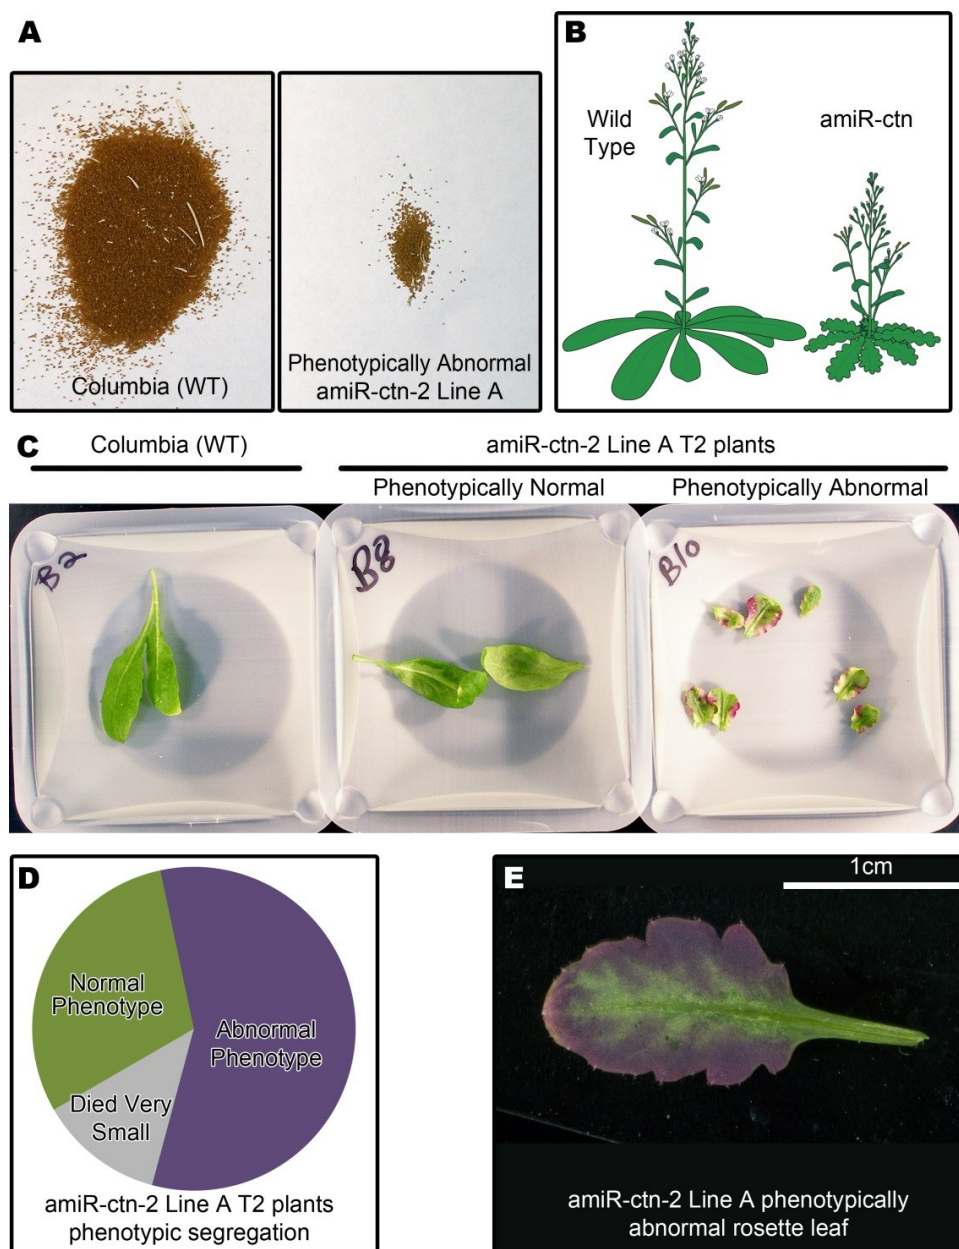 A
Columbia (WT)
Phenotypically Abnormal
amiR-ctn-2 Line A
B
Wild
Type
amiR-ctn
C
Columbia (WT)
amiR-ctn-2 Line A T2 plants
Phenotypically Normal
Phenotypically Abnormal
B2
B8
B10
D
Normal
Phenotype
Abnormal
Phenotype
Died Very
Small
amiR-ctn-2 Line A T2 plants
phenotypic segregation
E
1cm
amiR-ctn-2 Line A phenotypically
abnormal rosette leaf